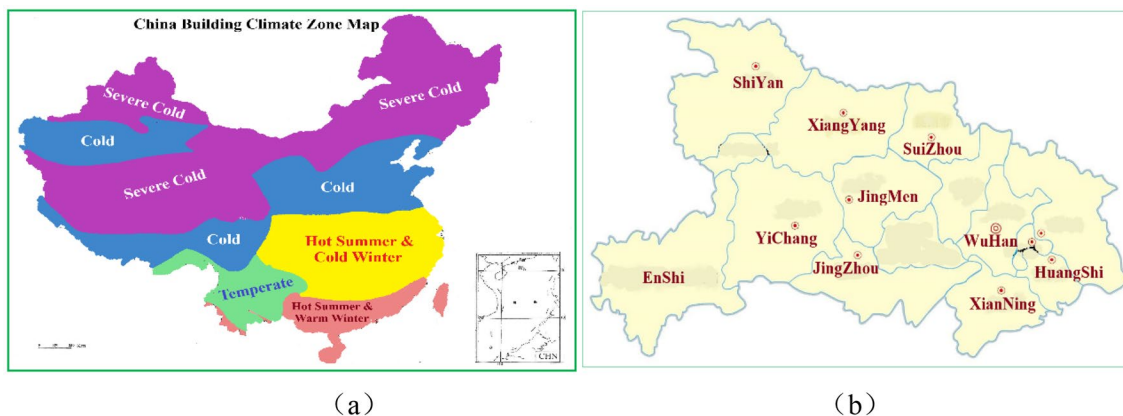 China Building Climate Zone Map
Severe Cold
Severe Cold
Cold
Severe Cold
Cold
Cold
Hot Summer &
Cold Winter
Temperate
Hot Summer &
Warm Winter
CHN
ShiYan
XiangYang
SuiZhou
JingMen
YiChang
WuHan
JingZhou
HuangShi
EnShi
XianNing
（a）
（b）